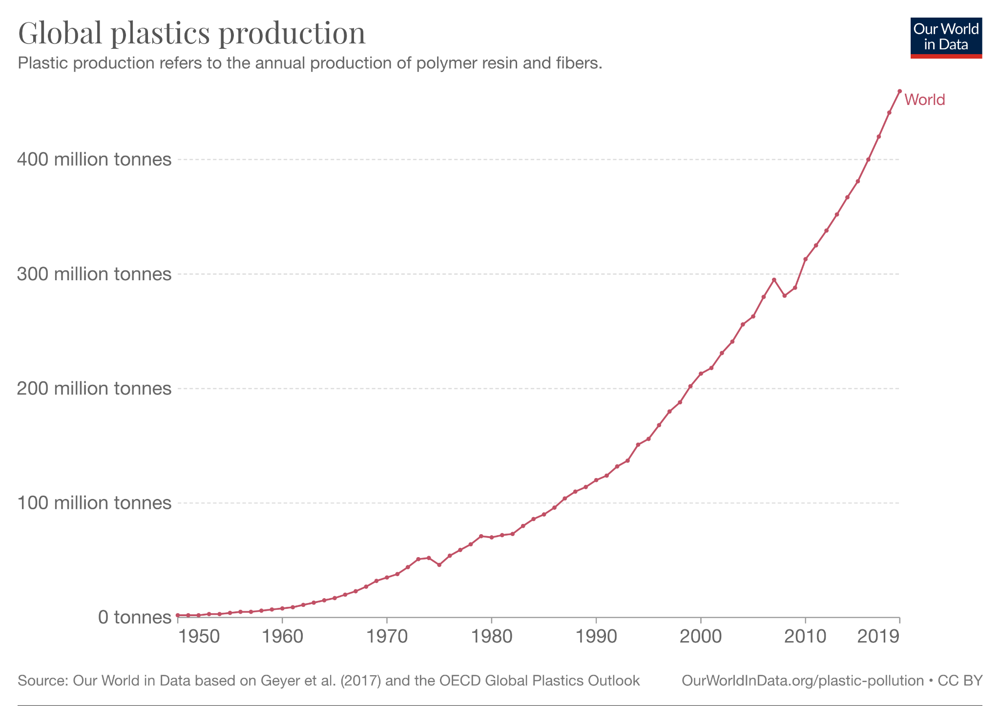 Global plastics production
Plastic production refers to the annual production of polymer resin and fibers.
Our World
in Data
World
400 million tonnes
300 million tonnes
200 million tonnes
100 million tonnes
0 tonnes
1950 1960 1970 1980 1990 2000 2010 2019
Source: Our World in Data based on Geyer et al. (2017) and the OECD Global Plastics Outlook
OurWorldInData.org/plastic-pollution • CC BY